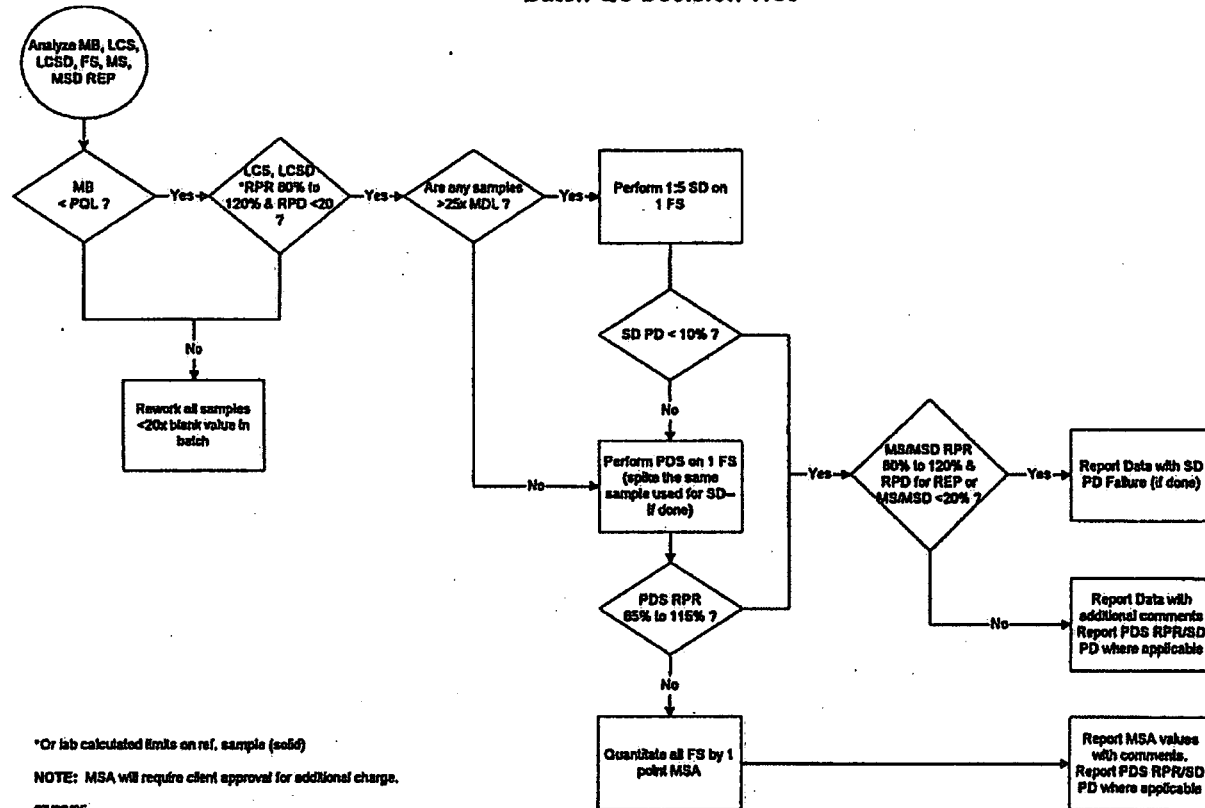 Analyze MB, LCS,
LCSD, FS, MS,
MSD REP
MB
< PQL ?
Yes
LCS, LCSD
*RPR 80% to
120% & RPD <20
?
Yes
Are any samples
>25x MDL ?
Yes
Perform 1:5 SD on
1 FS
SD PD < 10% ?
No
Rework all samples
<20x blank value in
batch
No
Perform PDS on 1 FS
(spike the same
sample used for SD–
if done)
No
Yes
MS/MSD RPR
80% to 120% &
RPD for REP or
MS/MSD <20% ?
Yes
Report Data with SD
PD Failure (if done)
PDS RPR
85% to 115% ?
No
Report Data with
additional comments
Report PDS RPR/SD
PD where applicable
No
Quantitate all FS by 1
point MSA
Report MSA values
with comments.
Report PDS RPR/SD
PD where applicable
*Or lab calculated limits on ref. sample (solid)
NOTE: MSA will require client approval for additional charge.